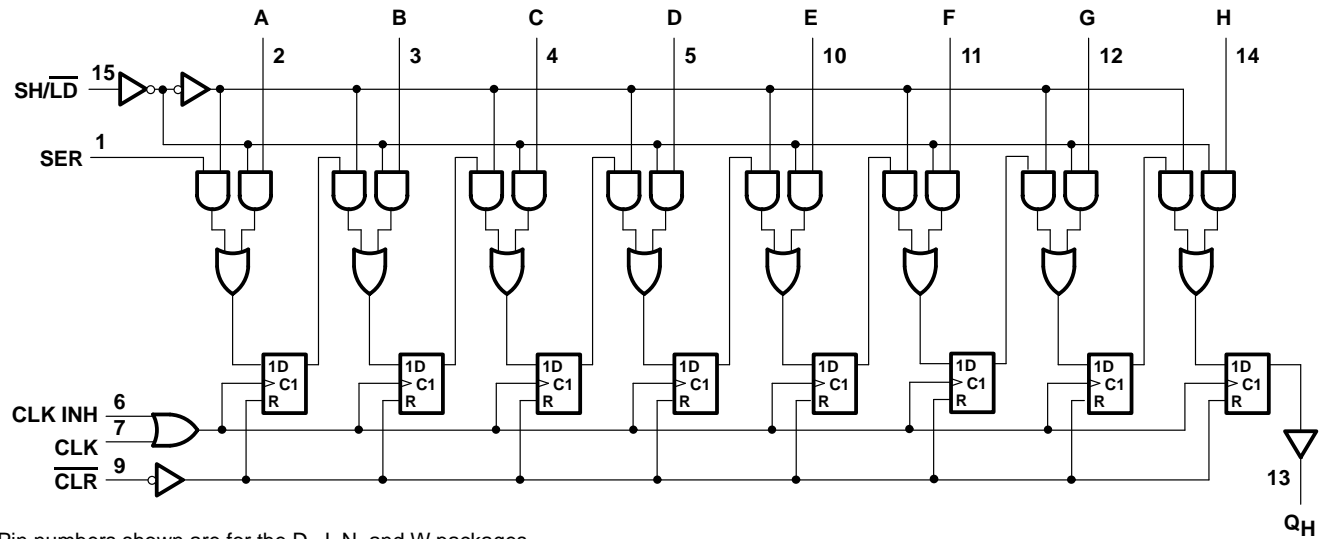 A B C D E F G H
2 3 4 5 10 11 12 14
15
SH/L̅D̅
1
SER
1D 1D 1D 1D 1D 1D 1D 1D
C1 C1 C1 C1 C1 C1 C1 C1
R R R R R R R R
6
CLK INH
7
CLK
9
C̅L̅R̅
13
QH
Pin numbers shown are for the D, J, N, and W packages